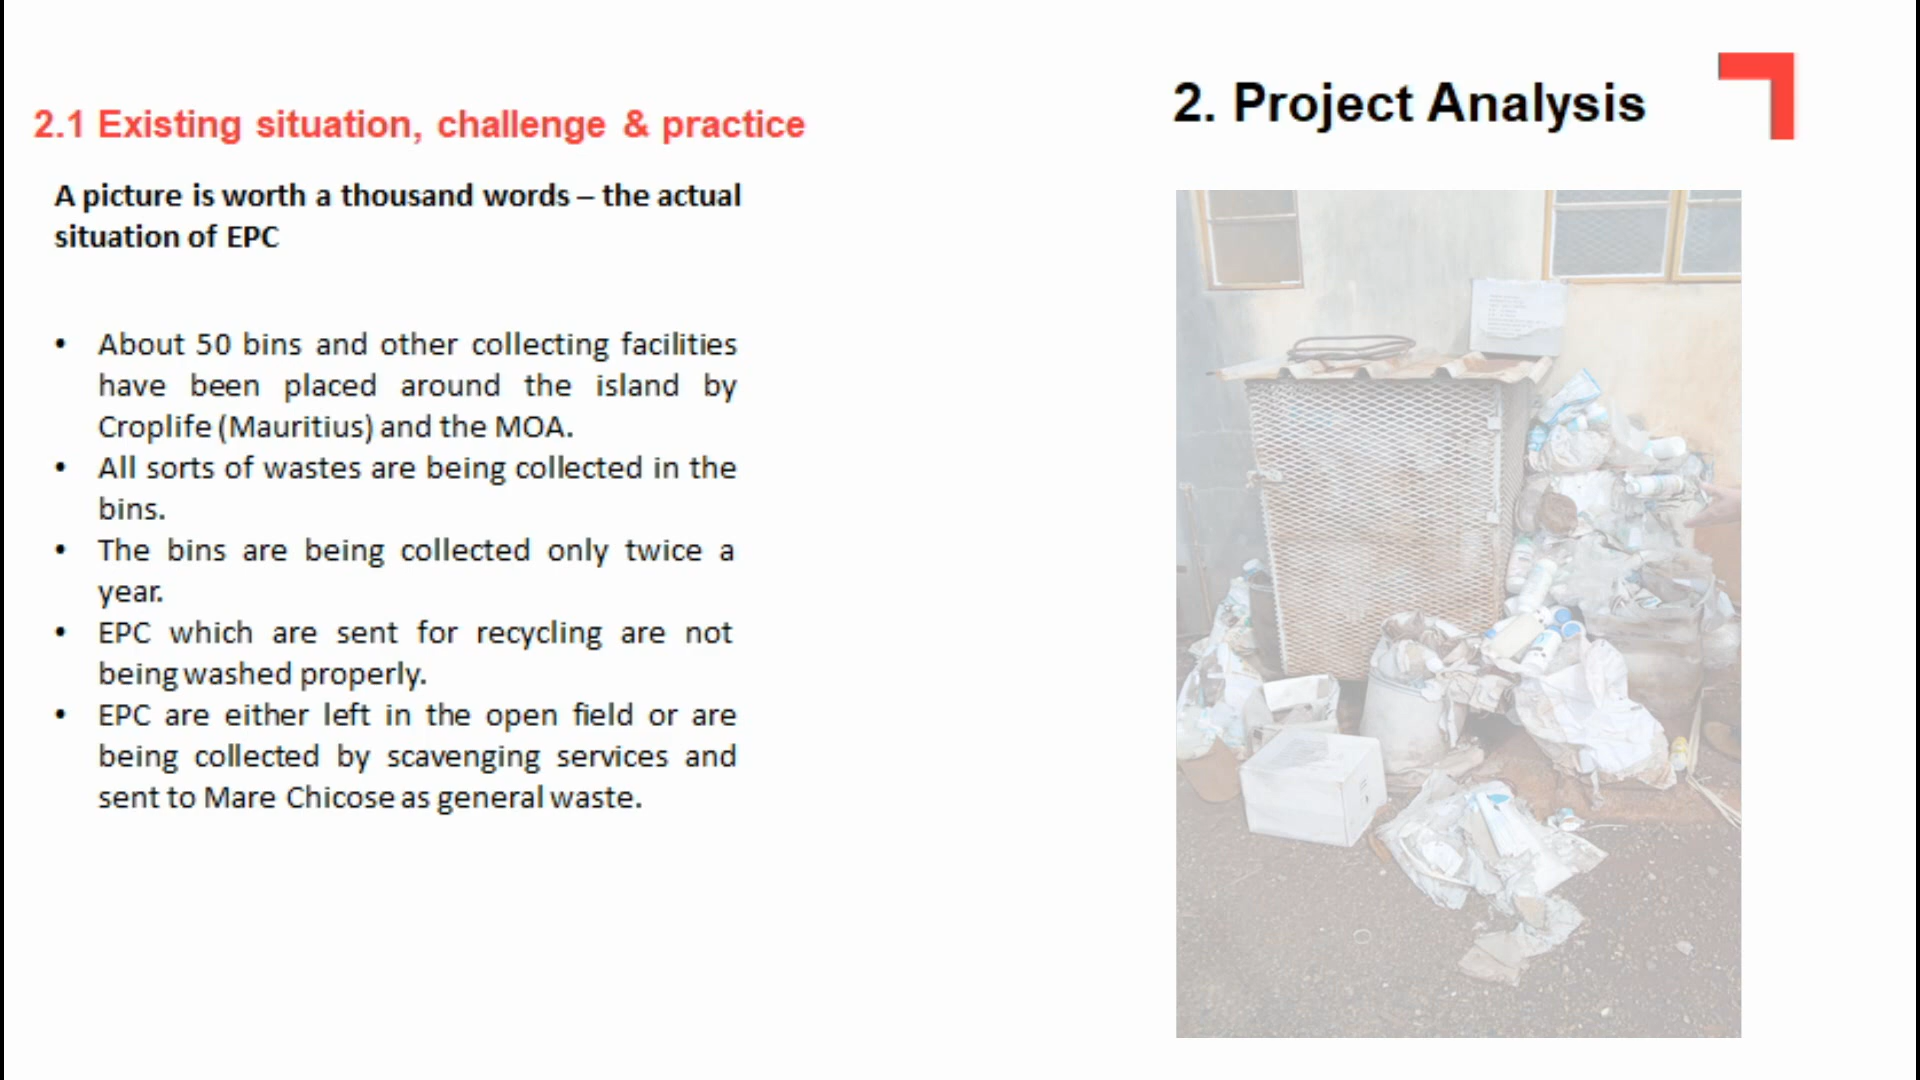 2. Project Analysis
2.1 Existing situation, challenge & practice
A picture is worth a thousand words – the actual
situation of EPC
• About 50 bins and other collecting facilities
have been placed around the island by
Croplife (Mauritius) and the MOA.
• All sorts of wastes are being collected in the
bins.
• The bins are being collected only twice a
year.
• EPC which are sent for recycling are not
being washed properly.
• EPC are either left in the open field or are
being collected by scavenging services and
sent to Mare Chicose as general waste.